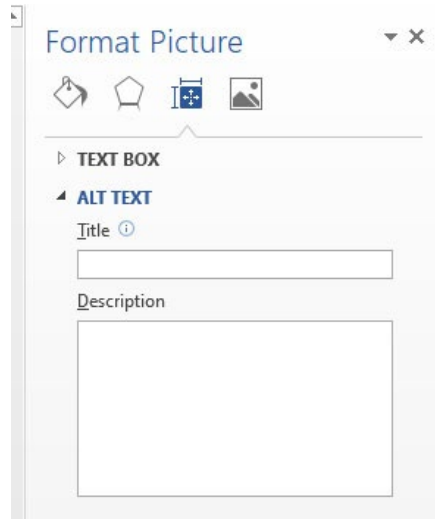 Format Picture
TEXT BOX
ALT TEXT
Title
Description